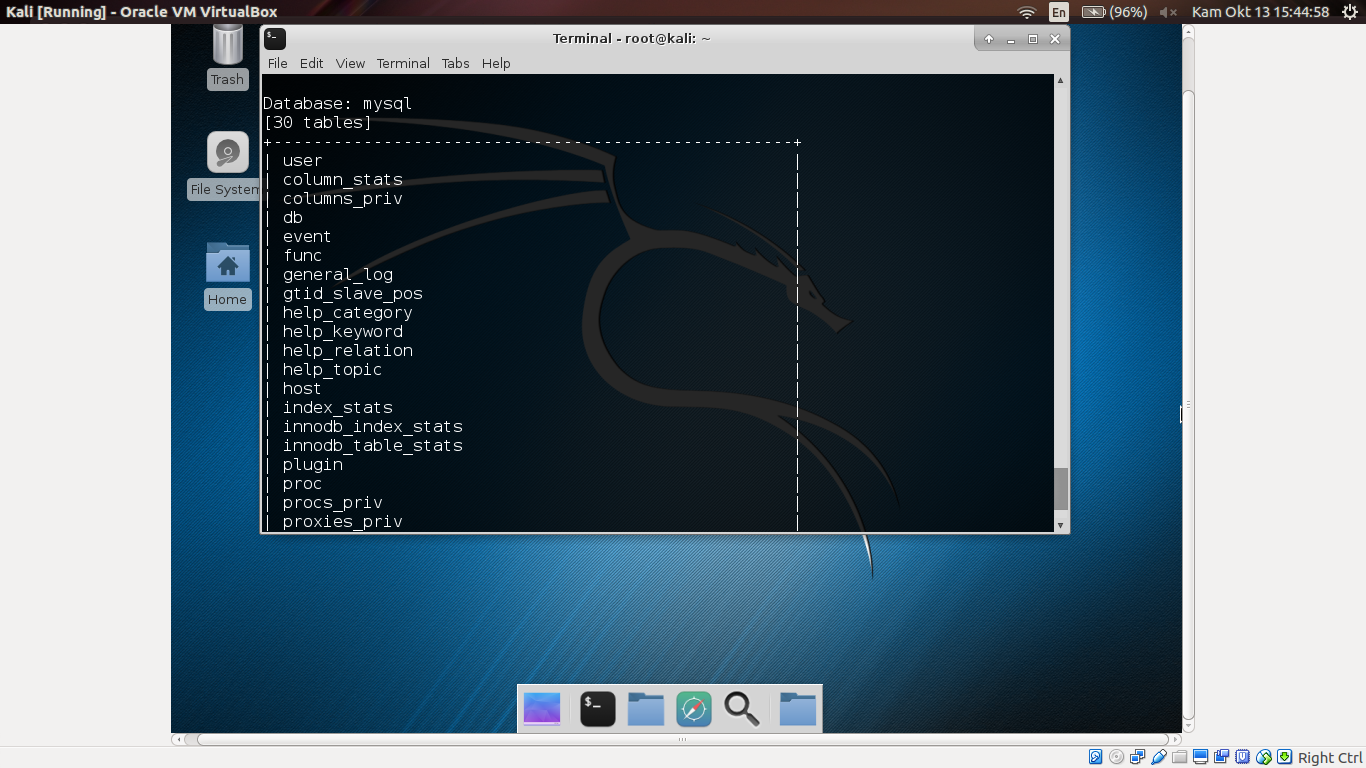 Kali [Running] - Oracle VM VirtualBox
En
(96%)
Kam Okt 13 15:44:58
Trash
File System
Home
Terminal - root@kali: ~
File Edit View Terminal Tabs Help
Database: mysql
[30 tables]
+----------------------------------------------------+
| user |
| column_stats |
| columns_priv |
| db |
| event |
| func |
| general_log |
| gtid_slave_pos |
| help_category |
| help_keyword |
| help_relation |
| help_topic |
| host |
| index_stats |
| innodb_index_stats |
| innodb_table_stats |
| plugin |
| proc |
| procs_priv |
| proxies_priv |
Right Ctrl